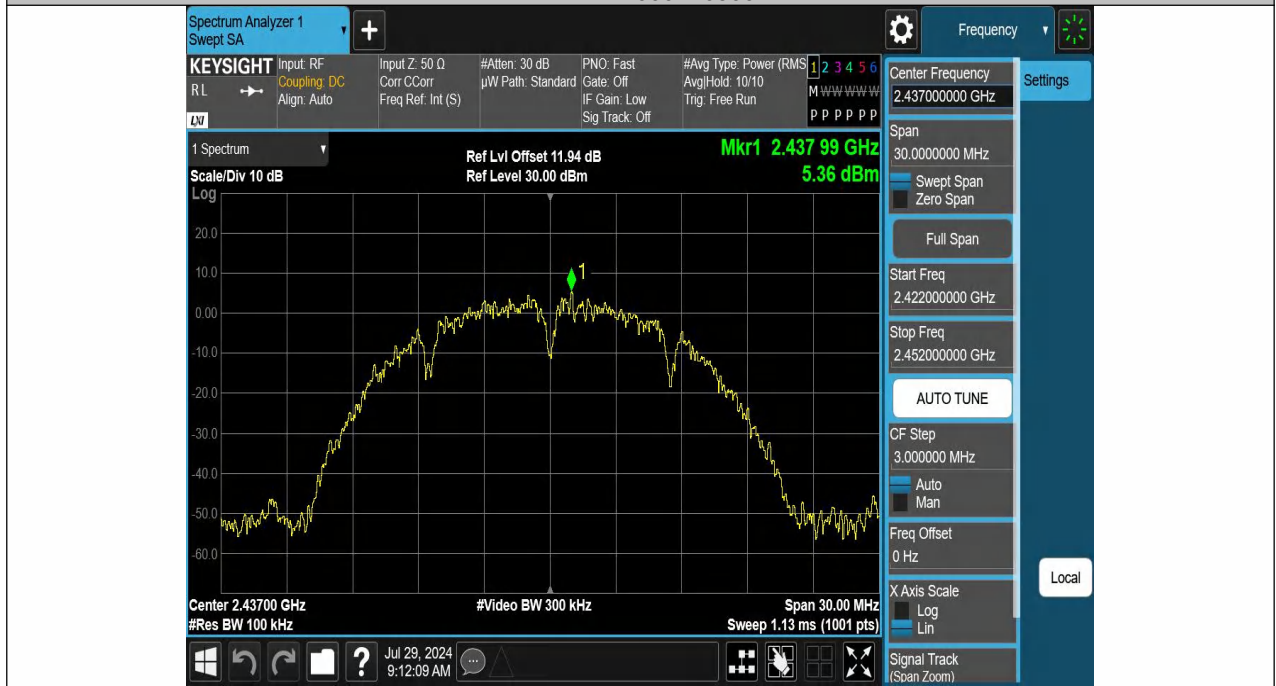 Spectrum Analyzer 1
Swept SA
+
Frequency
KEYSIGHT
R L
LXI
Input: RF
Coupling: DC
Align: Auto
Input Z: 50 Ω
Corr CCorr
Freq Ref: Int (S)
#Atten: 30 dB
µW Path: Standard
PNO: Fast
Gate: Off
IF Gain: Low
Sig Track: Off
#Avg Type: Power (RMS
Avg|Hold: 10/10
Trig: Free Run
1 2 3 4 5 6
M W W W W W
P P P P P P
1 Spectrum
Scale/Div 10 dB
Log
Ref Lvl Offset 11.94 dB
Ref Level 30.00 dBm
Mkr1 2.437 99 GHz
5.36 dBm
20.0
10.0
0.00
-10.0
-20.0
-30.0
-40.0
-50.0
-60.0
1
Center 2.43700 GHz
#Res BW 100 kHz
#Video BW 300 kHz
Span 30.00 MHz
Sweep 1.13 ms (1001 pts)
Center Frequency
2.437000000 GHz
Settings
Span
30.0000000 MHz
Swept Span
Zero Span
Full Span
Start Freq
2.422000000 GHz
Stop Freq
2.452000000 GHz
AUTO TUNE
CF Step
3.000000 MHz
Auto
Man
Freq Offset
0 Hz
X Axis Scale
Log
Lin
Local
Signal Track
(Span Zoom)
?
Jul 29, 2024
9:12:09 AM